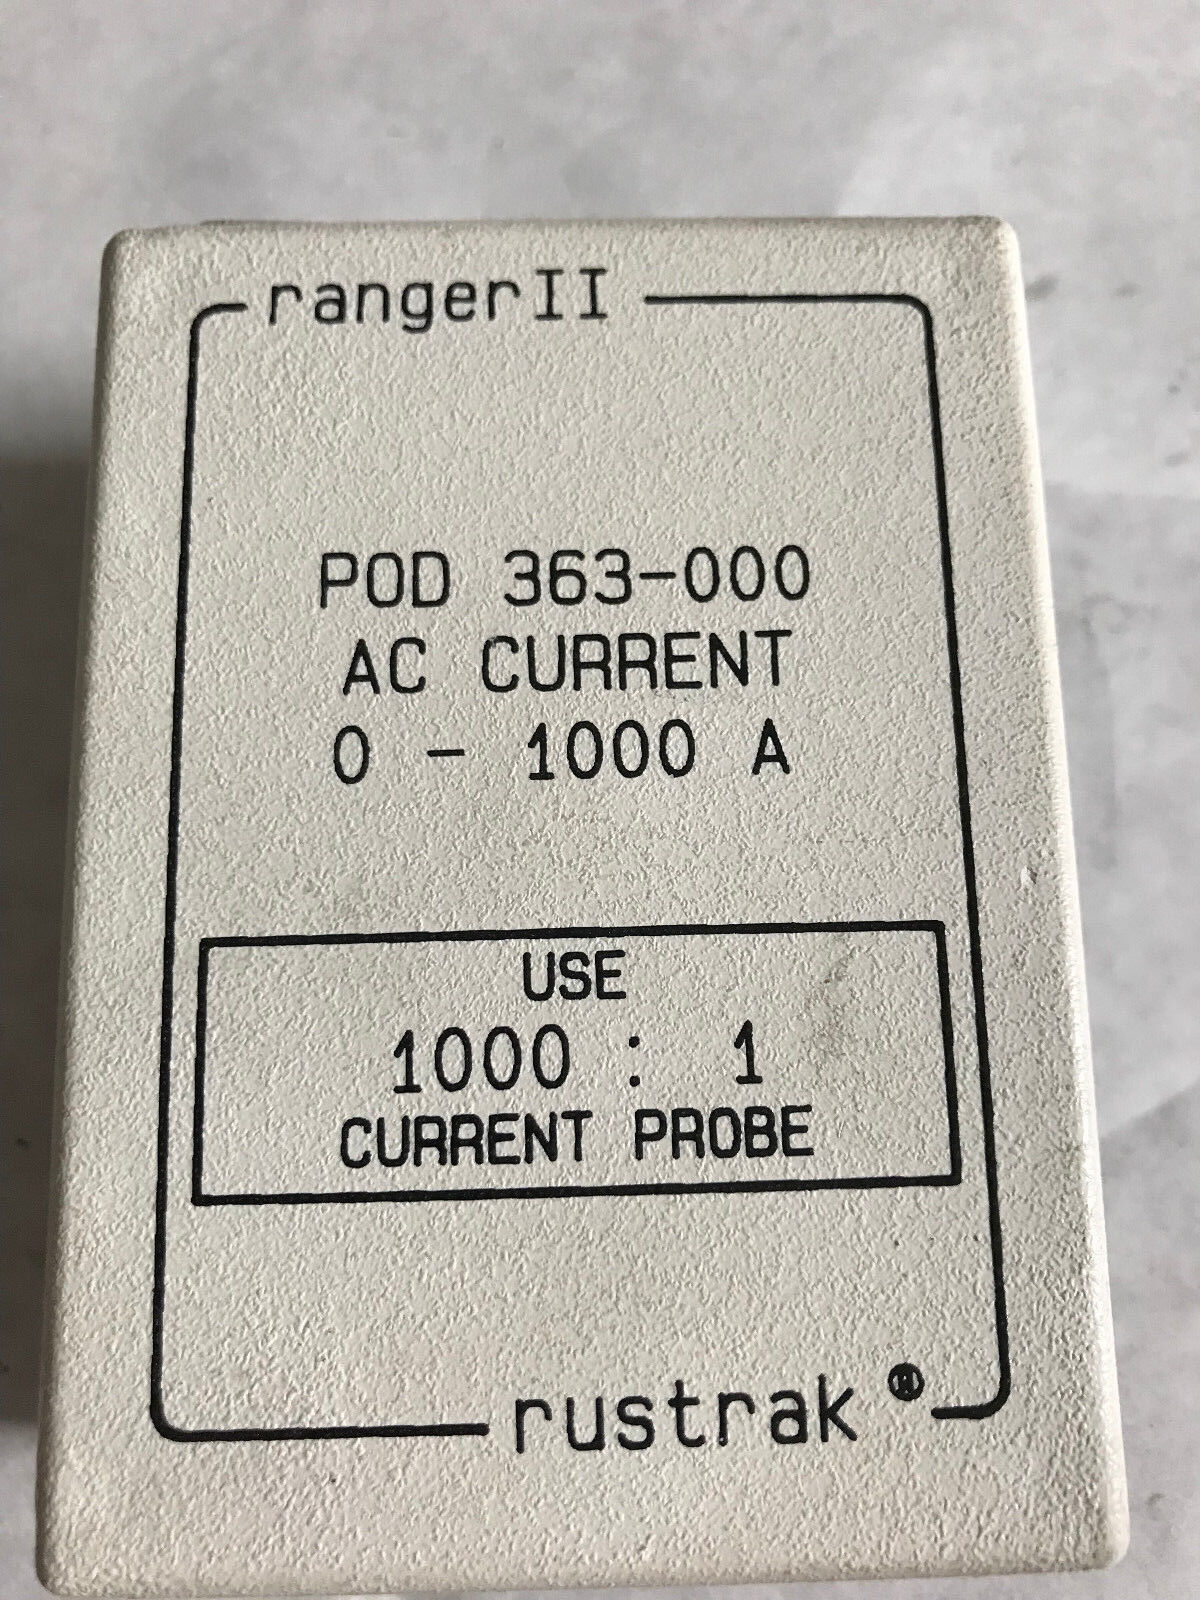 rangerII
POD 363-000
AC CURRENT
0 - 1000 A
USE
1000 : 1
CURRENT PROBE
rustrak ®